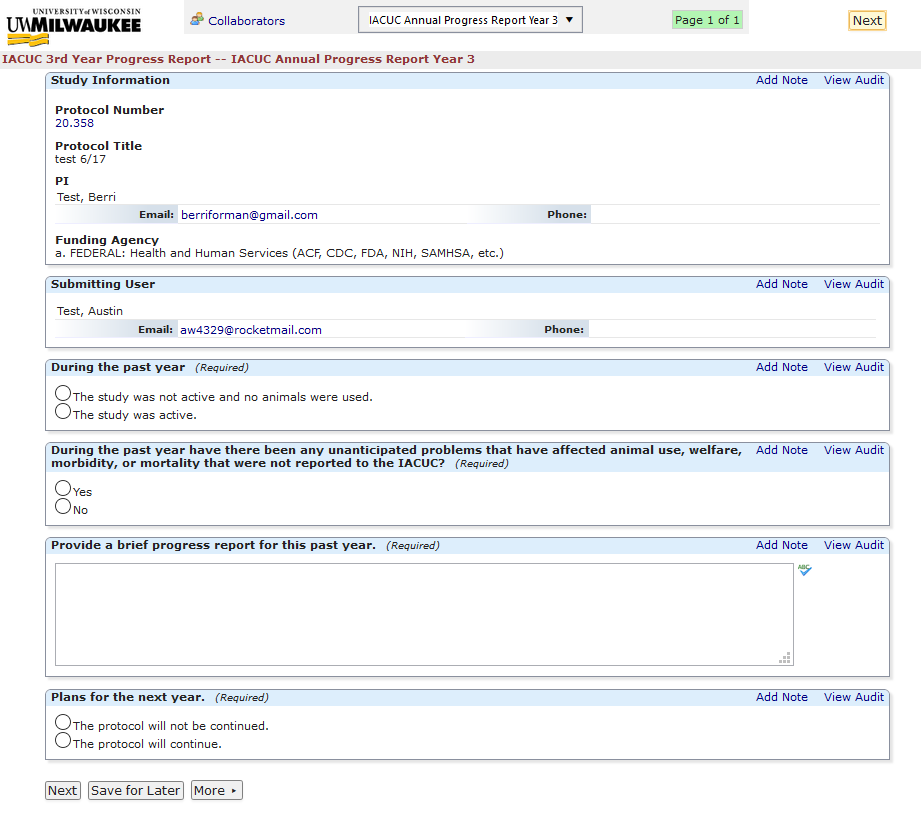 UNIVERSITY of WISCONSIN
UWMILWAUKEE
Collaborators
IACUC Annual Progress Report Year 3
Page 1 of 1
Next
IACUC 3rd Year Progress Report -- IACUC Annual Progress Report Year 3
Study Information Add Note View Audit
Protocol Number
20.358
Protocol Title
test 6/17
PI
Test, Berri
Email: berriforman@gmail.com Phone:
Funding Agency
a. FEDERAL: Health and Human Services (ACF, CDC, FDA, NIH, SAMHSA, etc.)
Submitting User Add Note View Audit
Test, Austin
Email: aw4329@rocketmail.com Phone:
During the past year (Required) Add Note View Audit
The study was not active and no animals were used.
The study was active.
During the past year have there been any unanticipated problems that have affected animal use, welfare, Add Note View Audit
morbidity, or mortality that were not reported to the IACUC? (Required)
Yes
No
Provide a brief progress report for this past year. (Required) Add Note View Audit
ABC
Plans for the next year. (Required) Add Note View Audit
The protocol will not be continued.
The protocol will continue.
Next Save for Later More